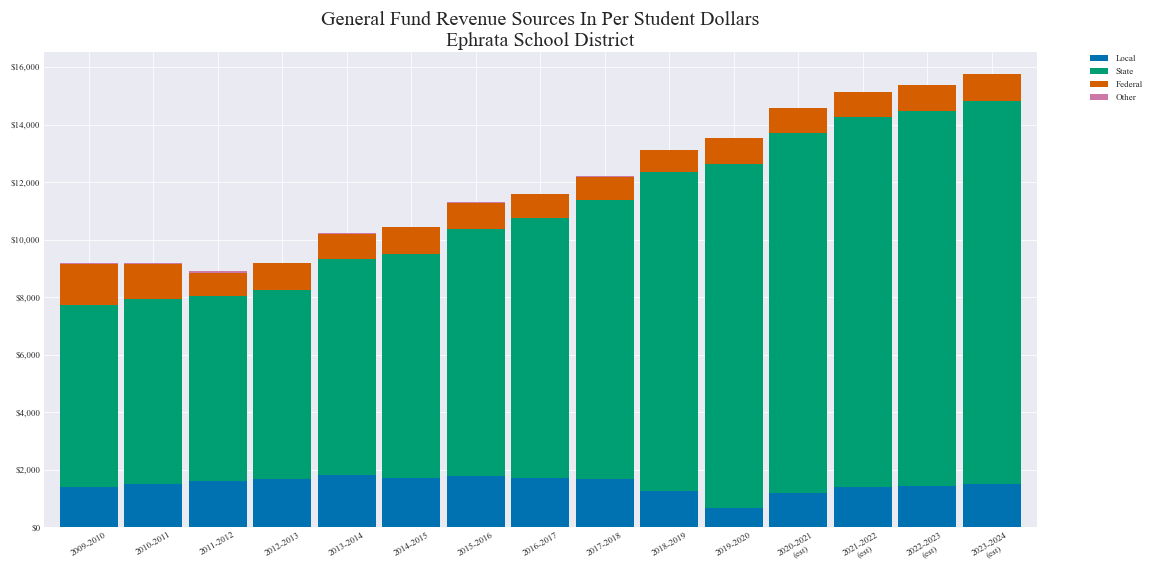 General Fund Revenue Sources In Per Student Dollars
Ephrata School District
Local
State
Federal
Other
$16,000
$14,000
$12,000
$10,000
$8,000
$6,000
$4,000
$2,000
$0
2009-2010
2010-2011
2011-2012
2012-2013
2013-2014
2014-2015
2015-2016
2016-2017
2017-2018
2018-2019
2019-2020
2020-2021
(est)
2021-2022
(est)
2022-2023
(est)
2023-2024
(est)